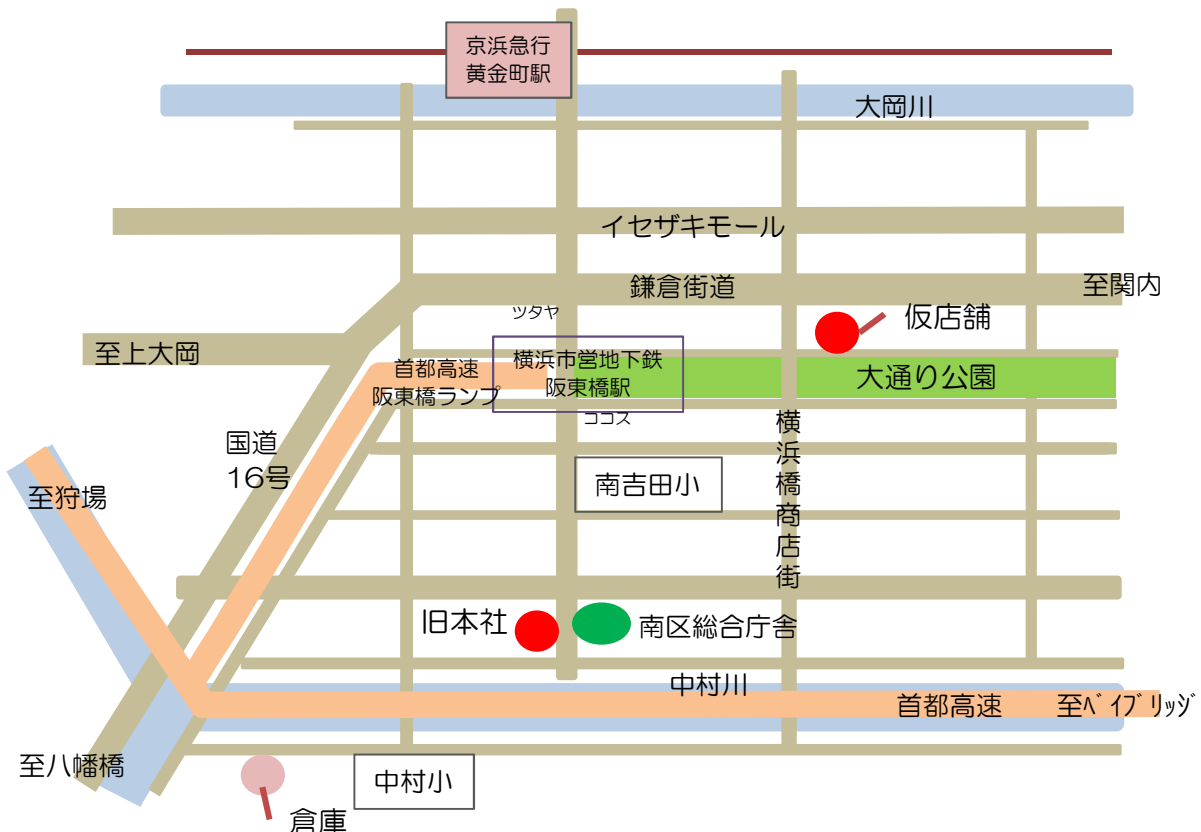 京浜急行
黄金町駅
大岡川
イセザキモール
鎌倉街道
至関内
ツタヤ
仮店舗
至上大岡
横浜市営地下鉄
阪東橋駅
首都高速
阪東橋ランプ
大通り公園
ココス
横浜橋商店街
国道
16号
南吉田小
至狩場
旧本社
南区総合庁舎
中村川
首都高速
至ベイブリッジ
至八幡橋
中村小
倉庫